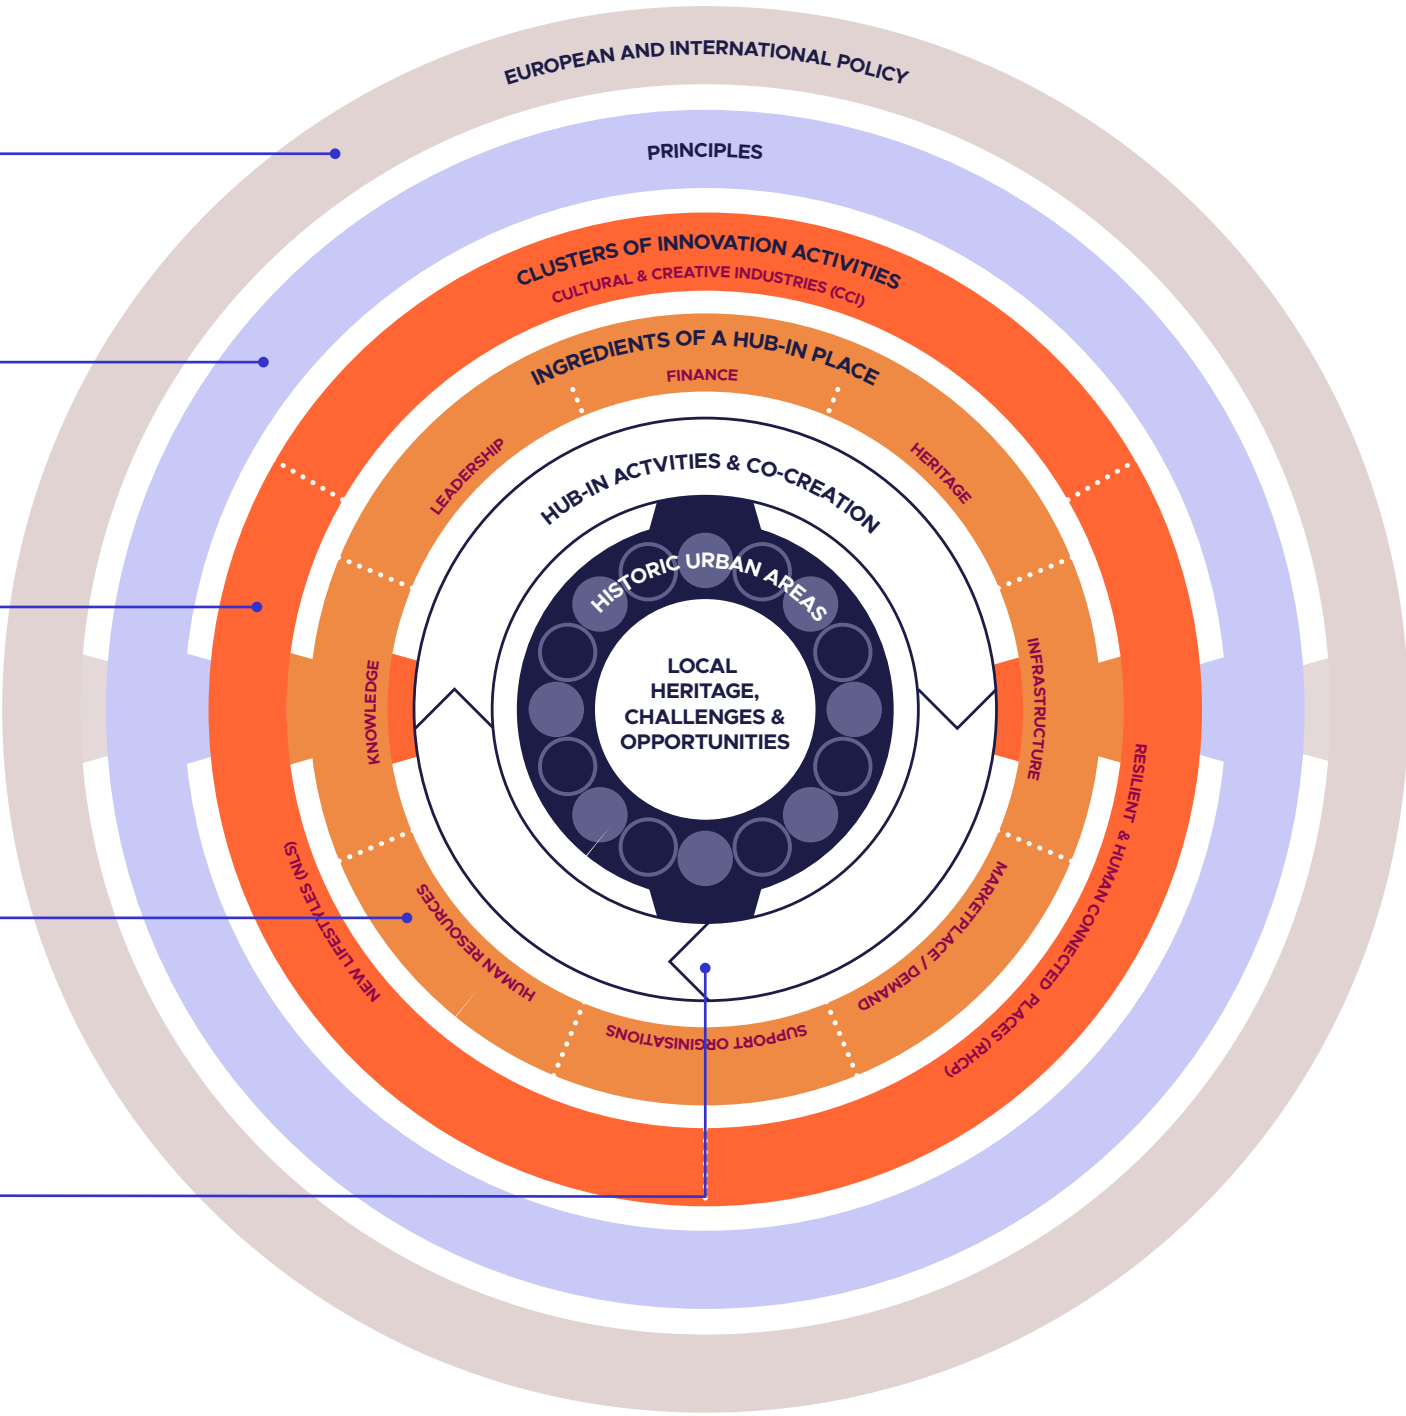 EUROPEAN AND INTERNATIONAL POLICY
PRINCIPLES
CLUSTERS OF INNOVATION ACTIVITIES
CULTURAL & CREATIVE INDUSTRIES (CCI)
INGREDIENTS OF A HUB-IN PLACE
FINANCE
LEADERSHIP
HERITAGE
HUB-IN ACTVITIES & CO-CREATION
HISTORIC URBAN AREAS
LOCAL
HERITAGE,
CHALLENGES &
OPPORTUNITIES
KNOWLEDGE
INFRASTRUCTURE
RESILIENT & HUMAN CONNECTED PLACES (RHCP)
NEW LIFESTYLES (NLS)
HUMAN RESOURCES
MARKETPLACE / DEMAND
SUPPORT ORGINISATIONS